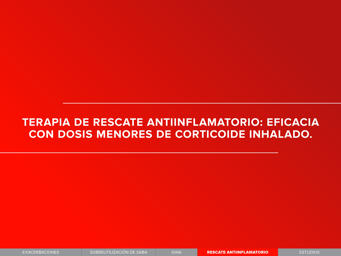 TERAPIA DE RESCATE ANTIINFLAMATORIO: EFICACIA
CON DOSIS MENORES DE CORTICOIDE INHALADO.
EXACERBACIONES
SOBREUTILIZACIÓN DE SABA
GINA
RESCATE ANTIINFLAMATORIO
ESTUDIOS